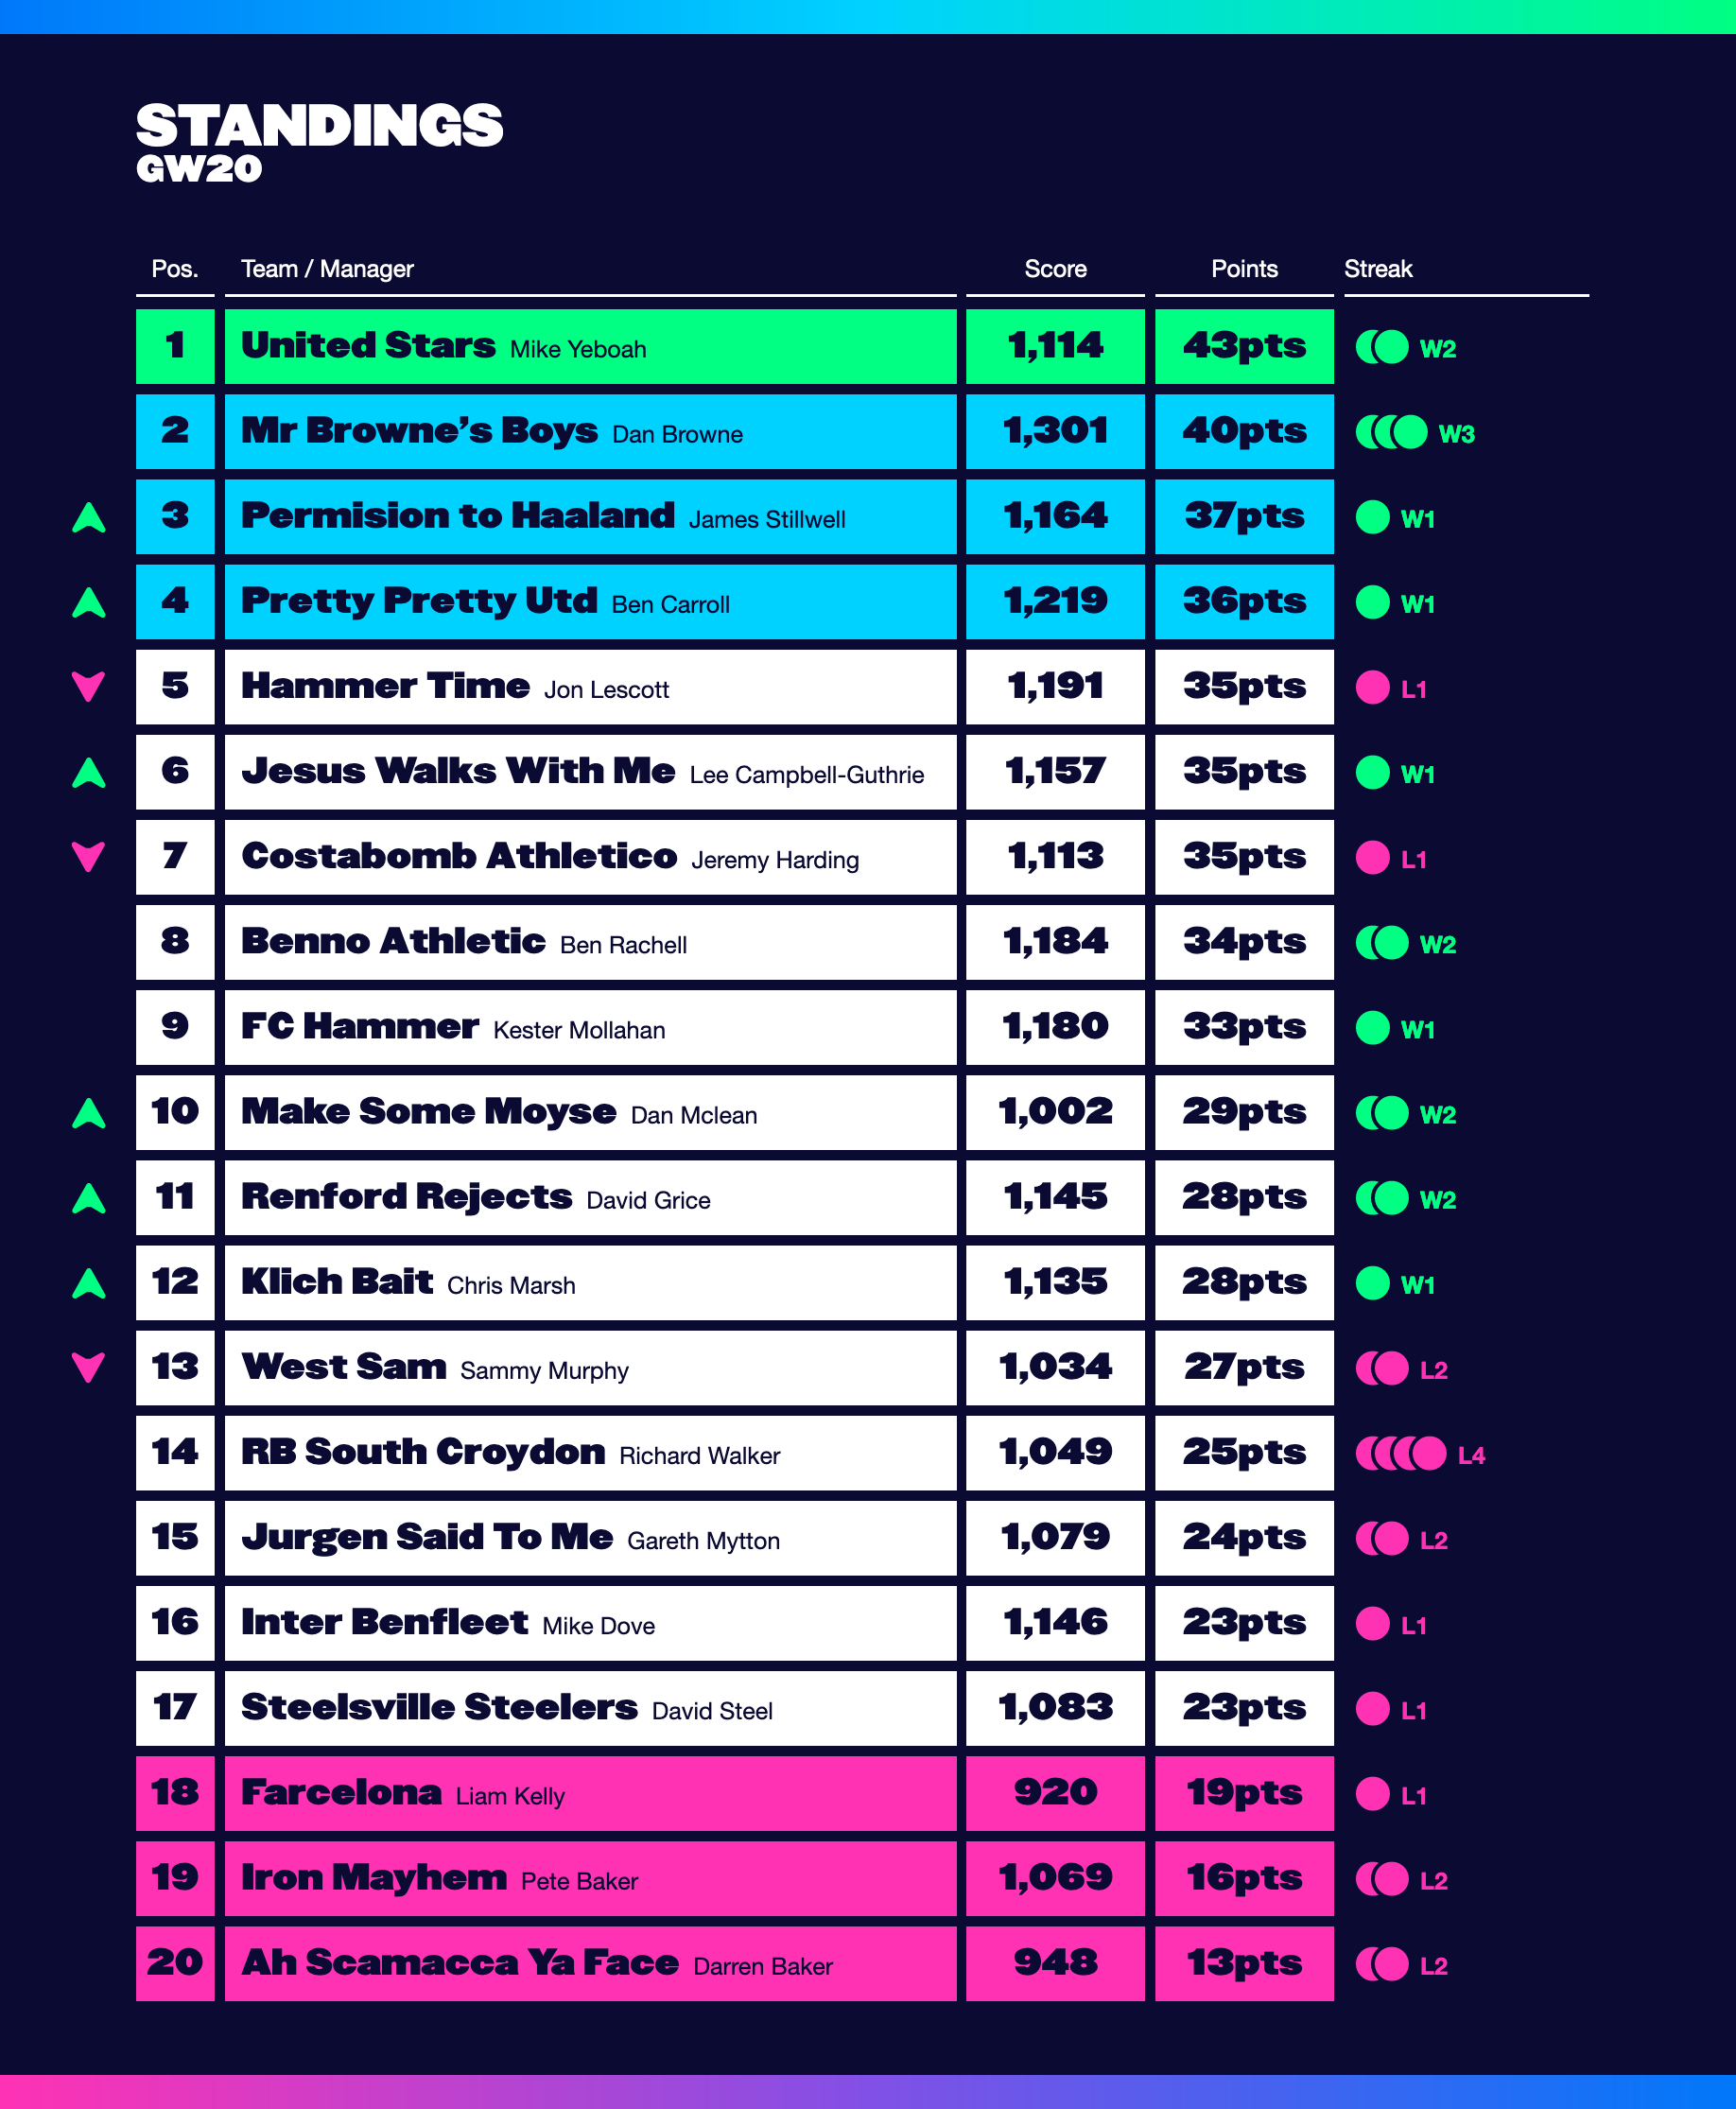 STANDINGS
GW20
Pos. Team / Manager Score Points Streak
1 United Stars Mike Yeboah 1,114 43pts W2
2 Mr Browne’s Boys Dan Browne 1,301 40pts W3
3 Permision to Haaland James Stillwell 1,164 37pts W1
4 Pretty Pretty Utd Ben Carroll 1,219 36pts W1
5 Hammer Time Jon Lescott 1,191 35pts L1
6 Jesus Walks With Me Lee Campbell-Guthrie 1,157 35pts W1
7 Costabomb Athletico Jeremy Harding 1,113 35pts L1
8 Benno Athletic Ben Rachell 1,184 34pts W2
9 FC Hammer Kester Mollahan 1,180 33pts W1
10 Make Some Moyse Dan Mclean 1,002 29pts W2
11 Renford Rejects David Grice 1,145 28pts W2
12 Klich Bait Chris Marsh 1,135 28pts W1
13 West Sam Sammy Murphy 1,034 27pts L2
14 RB South Croydon Richard Walker 1,049 25pts L4
15 Jurgen Said To Me Gareth Mytton 1,079 24pts L2
16 Inter Benfleet Mike Dove 1,146 23pts L1
17 Steelsville Steelers David Steel 1,083 23pts L1
18 Farcelona Liam Kelly 920 19pts L1
19 Iron Mayhem Pete Baker 1,069 16pts L2
20 Ah Scamacca Ya Face Darren Baker 948 13pts L2